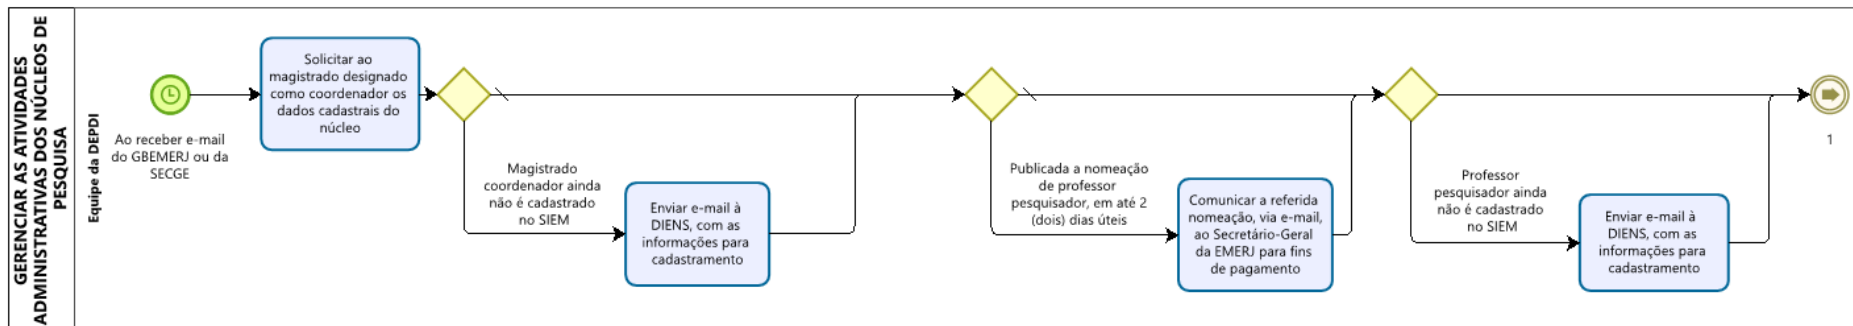 GERENCIAR AS ATIVIDADES
ADMINISTRATIVAS DOS NÚCLEOS DE
PESQUISA
Equipe da DEPDI
Ao receber e-mail
do GBEMERJ ou da
SECGE
Solicitar ao
magistrado designado
como coordenador os
dados cadastrais do
núcleo
Magistrado
coordenador ainda
não é cadastrado
no SIEM
Enviar e-mail à
DIENS, com as
informações para
cadastramento
Publicada a nomeação
de professor
pesquisador, em até 2
(dois) dias úteis
Comunicar a referida
nomeação, via e-mail,
ao Secretário-Geral
da EMERJ para fins
de pagamento
Professor
pesquisador ainda
não é cadastrado
no SIEM
Enviar e-mail à
DIENS, com as
informações para
cadastramento
1